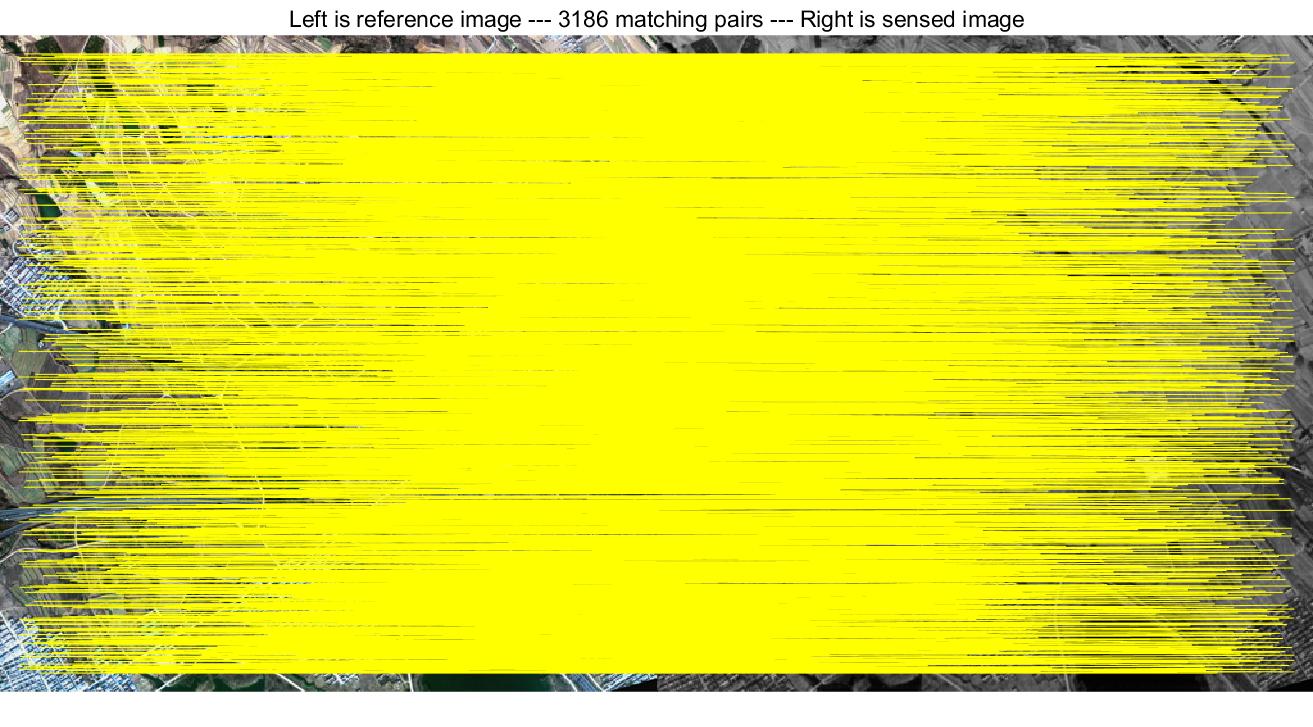 Left is reference image --- 3186 matching pairs --- Right is sensed image